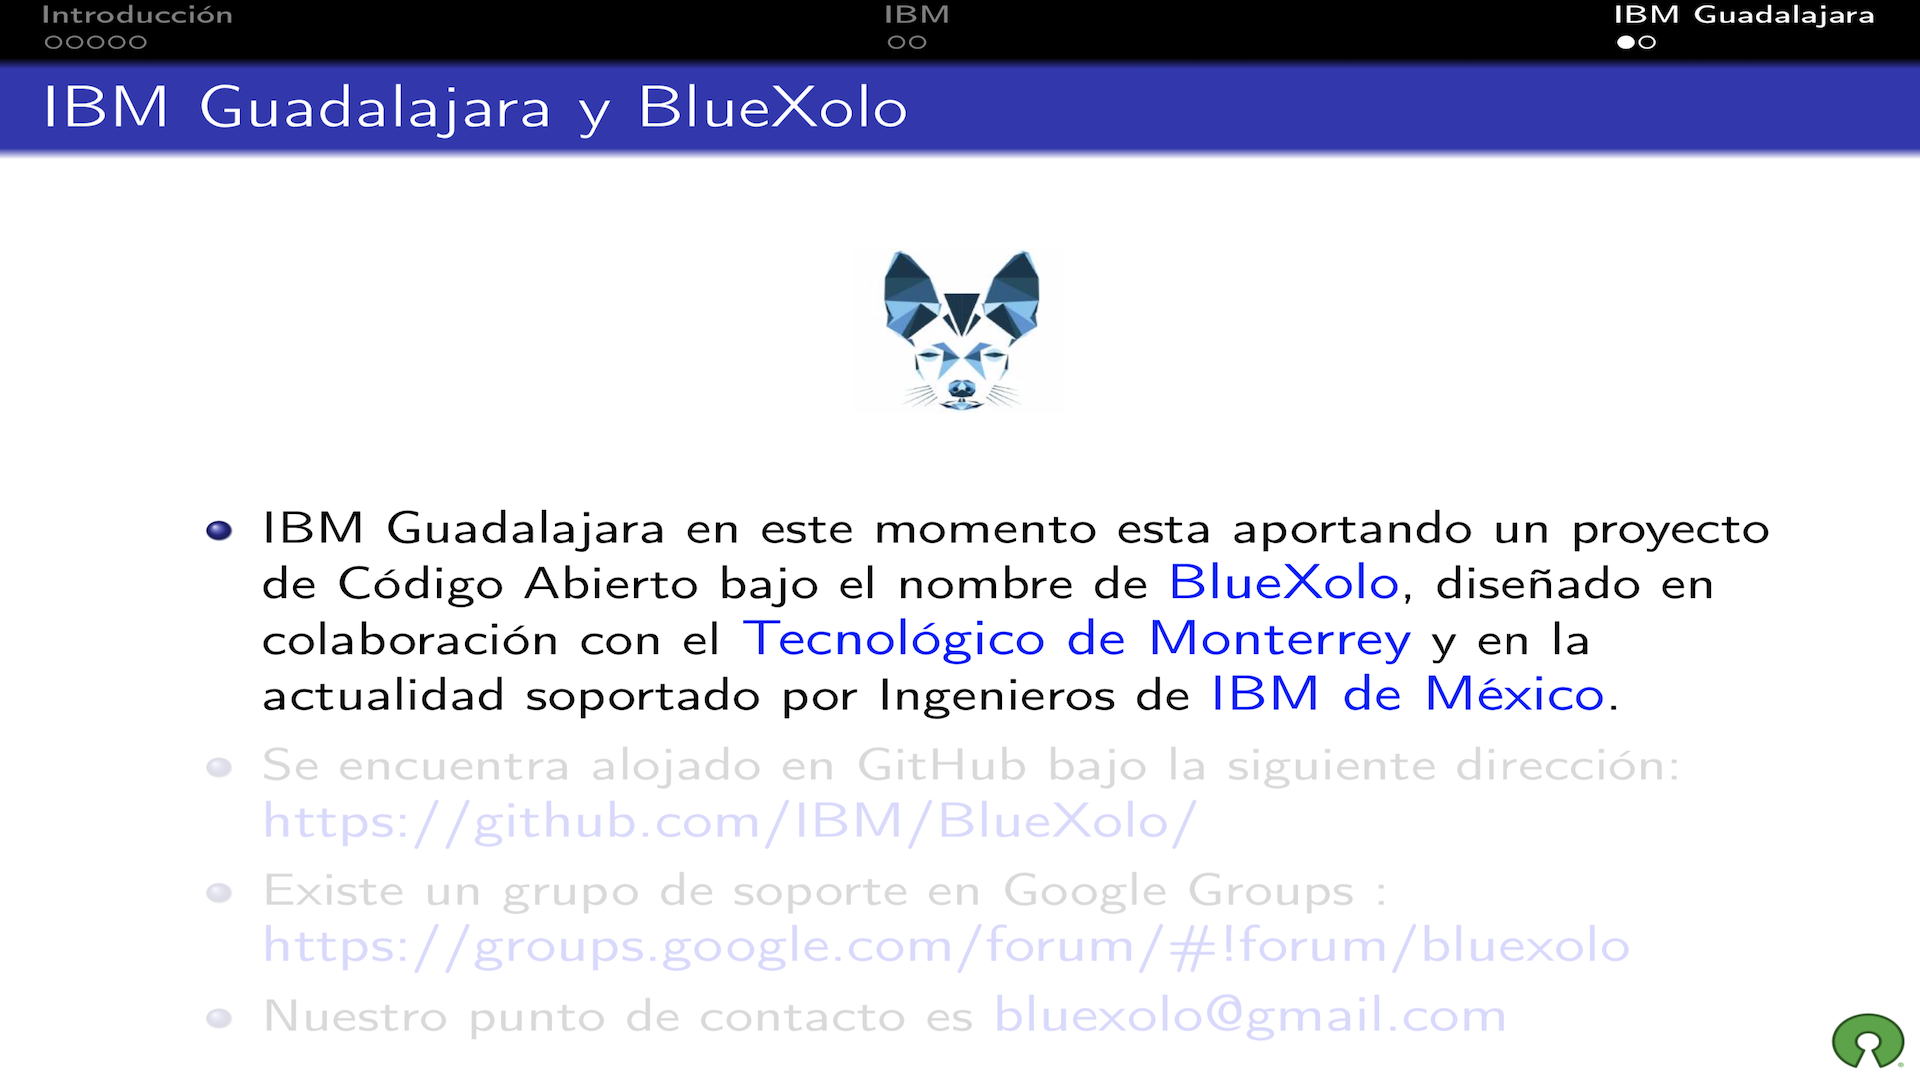 Introducción
IBM
IBM Guadalajara
IBM Guadalajara y BlueXolo
IBM Guadalajara en este momento esta aportando un proyecto
de Código Abierto bajo el nombre de BlueXolo, diseñado en
colaboración con el Tecnológico de Monterrey y en la
actualidad soportado por Ingenieros de IBM de México.
Se encuentra alojado en GitHub bajo la siguiente dirección:
https://github.com/IBM/BlueXolo/
Existe un grupo de soporte en Google Groups :
https://groups.google.com/forum/#!forum/bluexolo
Nuestro punto de contacto es bluexolo@gmail.com